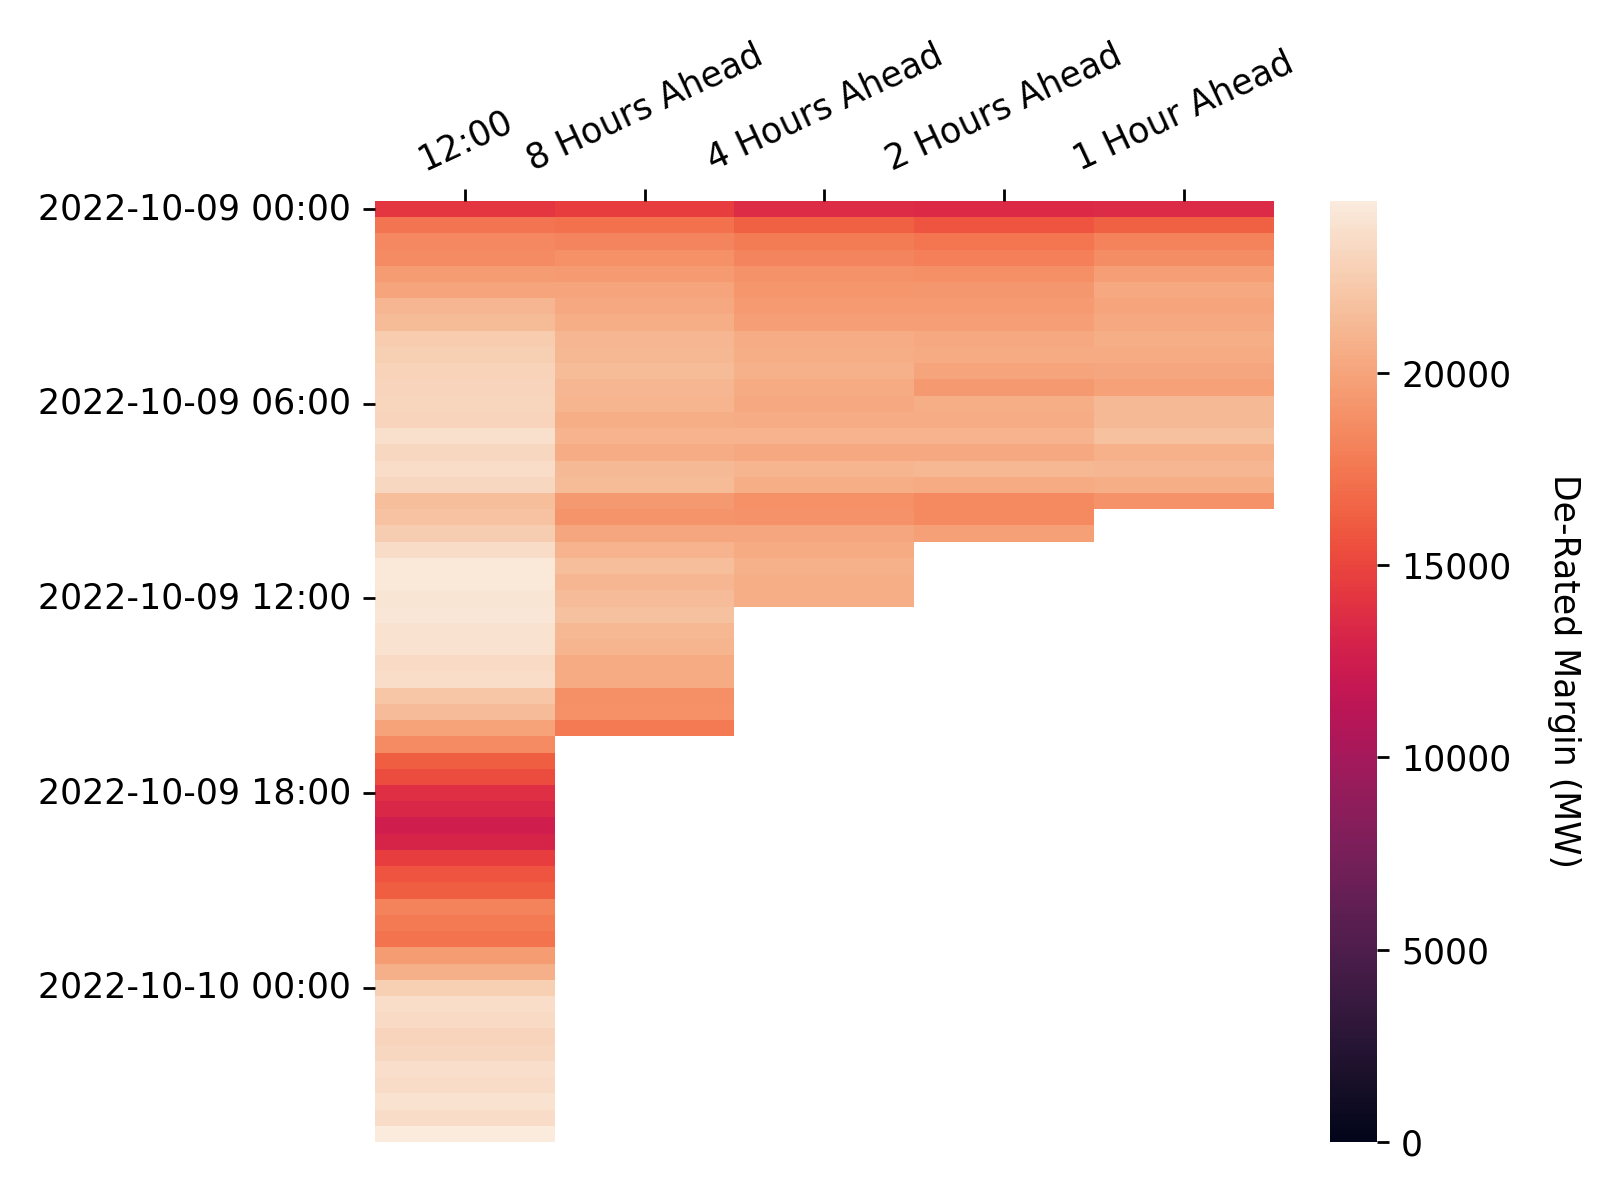 12:00
8 Hours Ahead
4 Hours Ahead
2 Hours Ahead
1 Hour Ahead
2022-10-09 00:00
2022-10-09 06:00
2022-10-09 12:00
2022-10-09 18:00
2022-10-10 00:00
20000
15000
10000
5000
0
De-Rated Margin (MW)